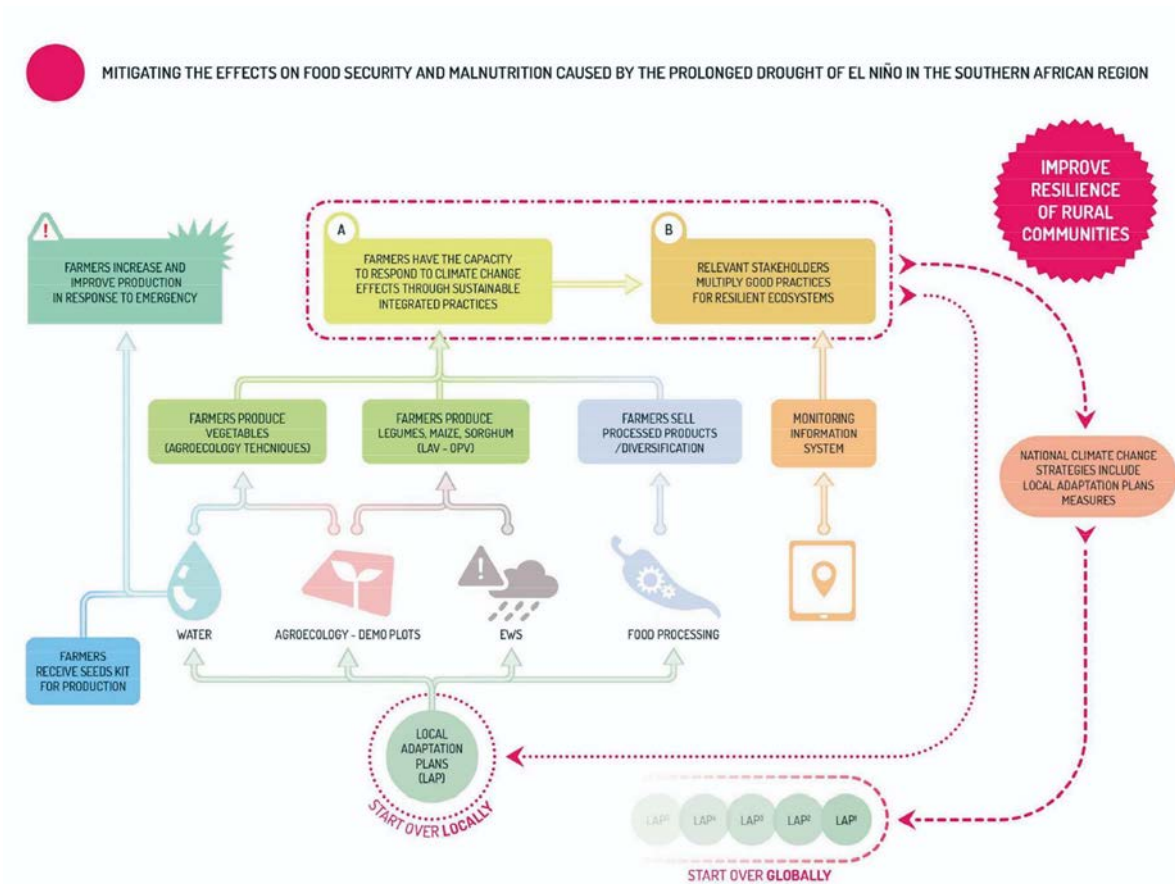 MITIGATING THE EFFECTS ON FOOD SECURITY AND MALNUTRITION CAUSED BY THE PROLONGED DROUGHT OF EL NIÑO IN THE SOUTHERN AFRICAN REGION
IMPROVE
RESILIENCE
OF RURAL
COMMUNITIES
!
FARMERS INCREASE AND
IMPROVE PRODUCTION
IN RESPONSE TO EMERGENCY
A
FARMERS HAVE THE CAPACITY
TO RESPOND TO CLIMATE CHANGE
EFFECTS THROUGH SUSTAINABLE
INTEGRATED PRACTICES
B
RELEVANT STAKEHOLDERS
MULTIPLY GOOD PRACTICES
FOR RESILIENT ECOSYSTEMS
FARMERS PRODUCE
VEGETABLES
(AGROECOLOGY TEHCNIQUES)
FARMERS PRODUCE
LEGUMES, MAIZE, SORGHUM
(LAV - OPV)
FARMERS SELL
PROCESSED PRODUCTS
/DIVERSIFICATION
MONITORING
INFORMATION
SYSTEM
NATIONAL CLIMATE CHANGE
STRATEGIES INCLUDE
LOCAL ADAPTATION PLANS
MEASURES
!
WATER
AGROECOLOGY - DEMO PLOTS
EWS
FOOD PROCESSING
FARMERS
RECEIVE SEEDS KIT
FOR PRODUCTION
LOCAL
ADAPTATION
PLANS
(LAP)
START OVER LOCALLY
LAP⁵ LAP⁴ LAP³ LAP² LAP¹
START OVER GLOBALLY